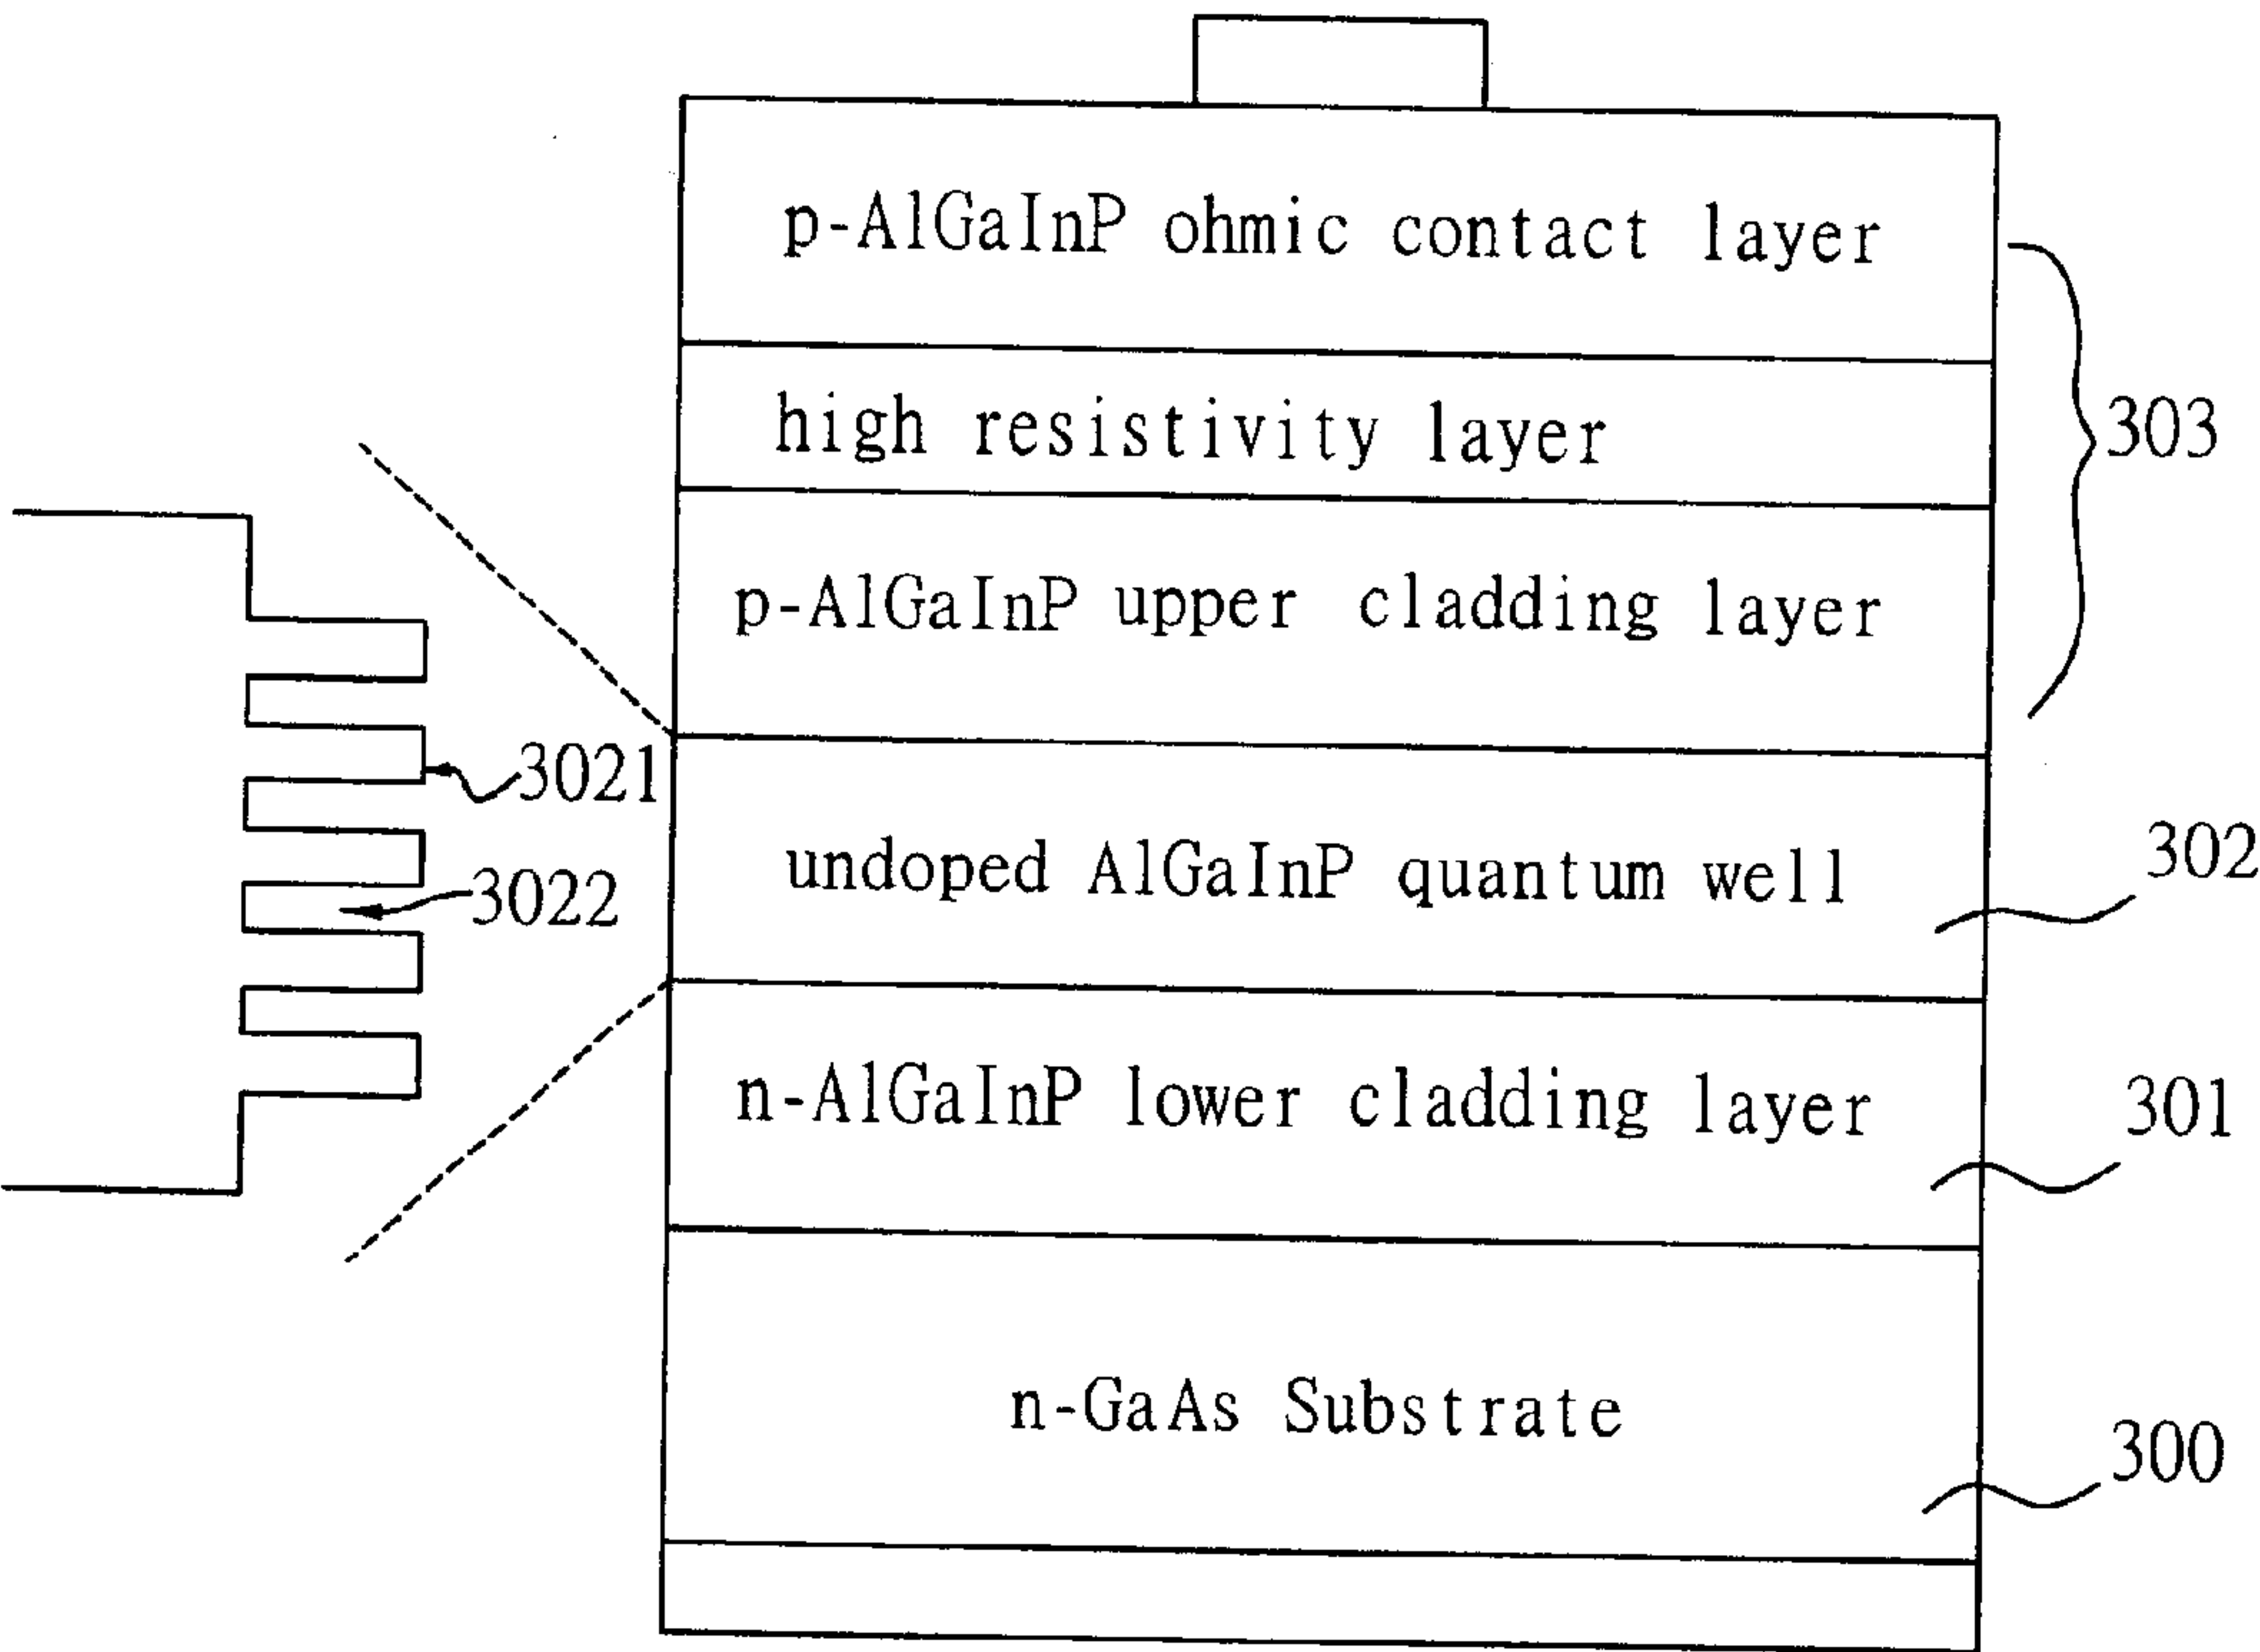 p-AlGaInP ohmic contact layer
high resistivity layer
303
p-AlGaInP upper cladding layer
3021
undoped AlGaInP quantum well
302
3022
n-AlGaInP lower cladding layer
301
n-GaAs Substrate
300